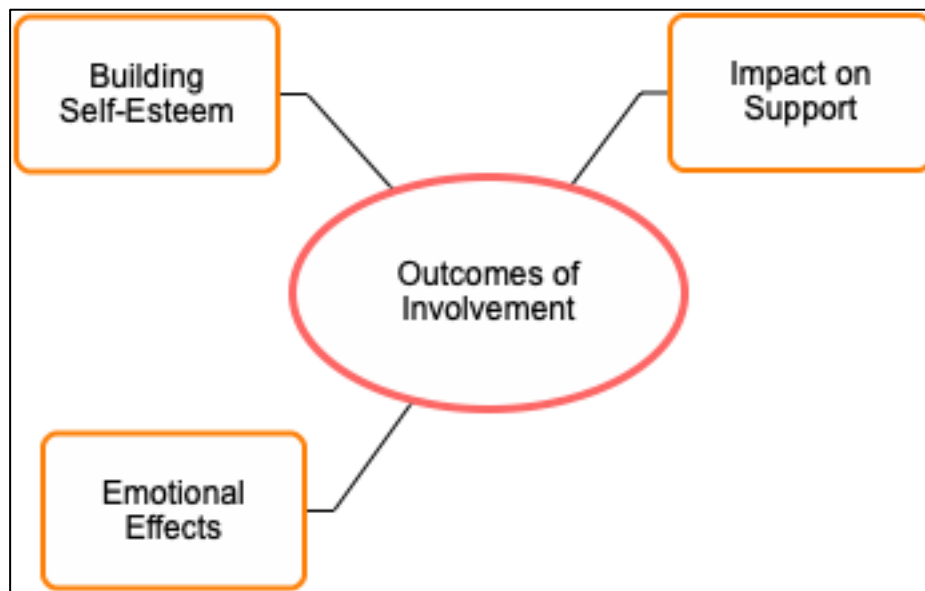 Building
Self-Esteem
Impact on
Support
Outcomes of
Involvement
Emotional
Effects